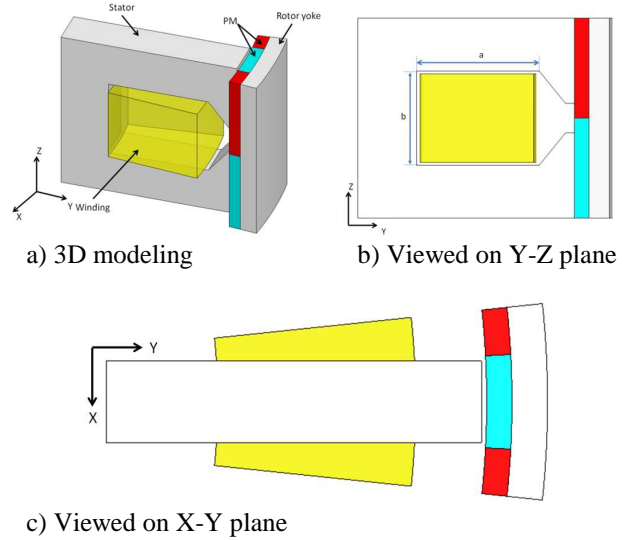 Stator
PM
Rotor yoke
Z
Y
X
Winding
a) 3D modeling
a
b
Z
Y
b) Viewed on Y-Z plane
Y
X
c) Viewed on X-Y plane